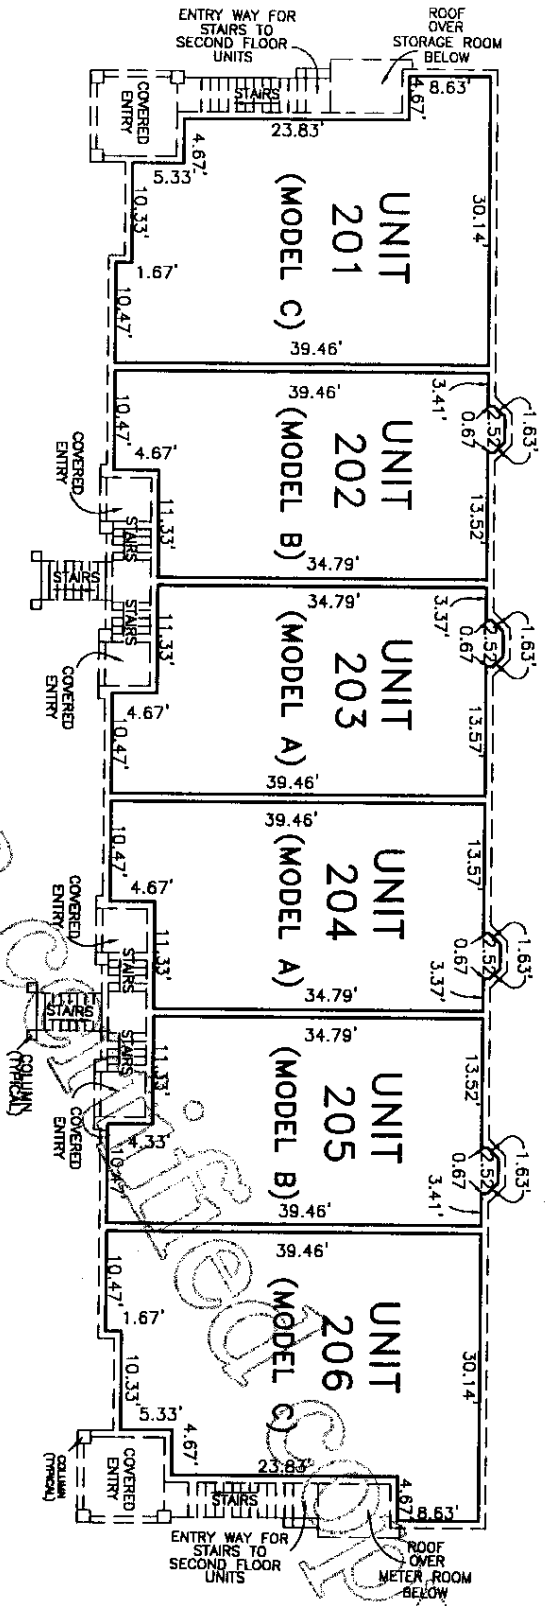 ENTRY WAY FOR
STAIRS TO
SECOND FLOOR
UNITS
ROOF
OVER
STORAGE ROOM
BELOW
COVERED
ENTRY
STAIRS
4.67'
8.63'
23.83'
4.67'
5.33'
10.33'
1.67'
10.47'
30.14'
UNIT
201
(MODEL C)
39.46'
39.46'
10.47'
4.67'
COVERED
ENTRY
11.33'
STAIRS
UNIT
202
(MODEL B)
3.41'
0.67
2.52
1.63'
13.52'
34.79'
STAIRS
34.79'
STAIRS
11.33'
COVERED
ENTRY
4.67'
10.47'
UNIT
203
(MODEL A)
3.37'
0.67
2.52
1.63'
13.57'
39.46'
39.46'
10.47'
4.67'
COVERED
ENTRY
11.33'
STAIRS
UNIT
204
(MODEL A)
13.57'
0.67
2.52
1.63'
3.37'
34.79'
STAIRS
COLUMN
(TYPICAL)
34.79'
STAIRS
11.33'
COVERED
ENTRY
4.33'
10.47'
UNIT
205
(MODEL B)
13.52'
0.67
2.52
1.63'
3.41'
39.46'
39.46'
10.47'
1.67'
10.33'
5.33'
4.67'
UNIT
206
(MODEL C)
30.14'
23.83'
4.67'
8.63'
COLUMN
(TYPICAL)
COVERED
ENTRY
STAIRS
ENTRY WAY FOR
STAIRS TO
SECOND FLOOR
UNITS
ROOF
OVER
METER ROOM
BELOW